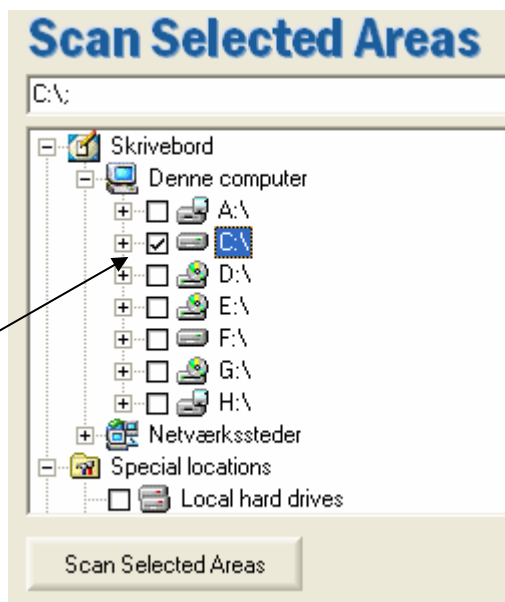 Scan Selected Areas
C:\;
Skrivebord
Denne computer
A:\
C:\
D:\
E:\
F:\
G:\
H:\
Netværkssteder
Special locations
Local hard drives
Scan Selected Areas